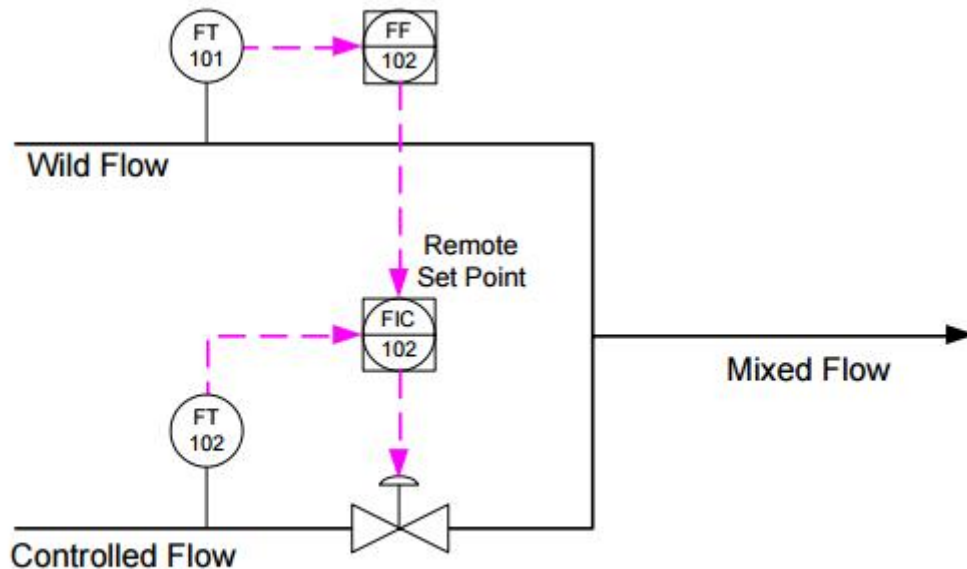 FT
101
FF
102
Wild Flow
Remote
Set Point
FIC
102
Mixed Flow
FT
102
Controlled Flow